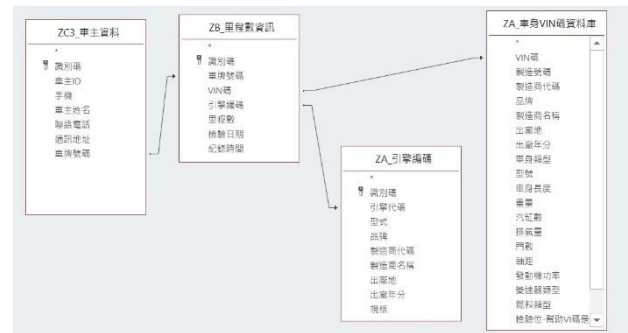 ZC3_車主資料
*
識別碼
車主ID
手機
車主姓名
聯絡電話
通訊地址
車牌號碼
ZB_里程數資訊
*
識別碼
車牌號碼
VIN碼
引擎編碼
里程數
檢驗日期
紀錄時間
ZA_引擎編碼
*
識別碼
引擎代碼
型式
品牌
製造商代碼
製造商名稱
出廠地
出廠年分
規格
ZA_車身VIN碼資料庫
*
VIN碼
製造號碼
製造商代碼
品牌
製造商名稱
出廠地
出廠年分
車身類型
型號
車身長度
重量
汽缸數
排氣量
門數
軸距
發動機功率
變速器類型
燃料類型
檢驗位-幫助VI碼是